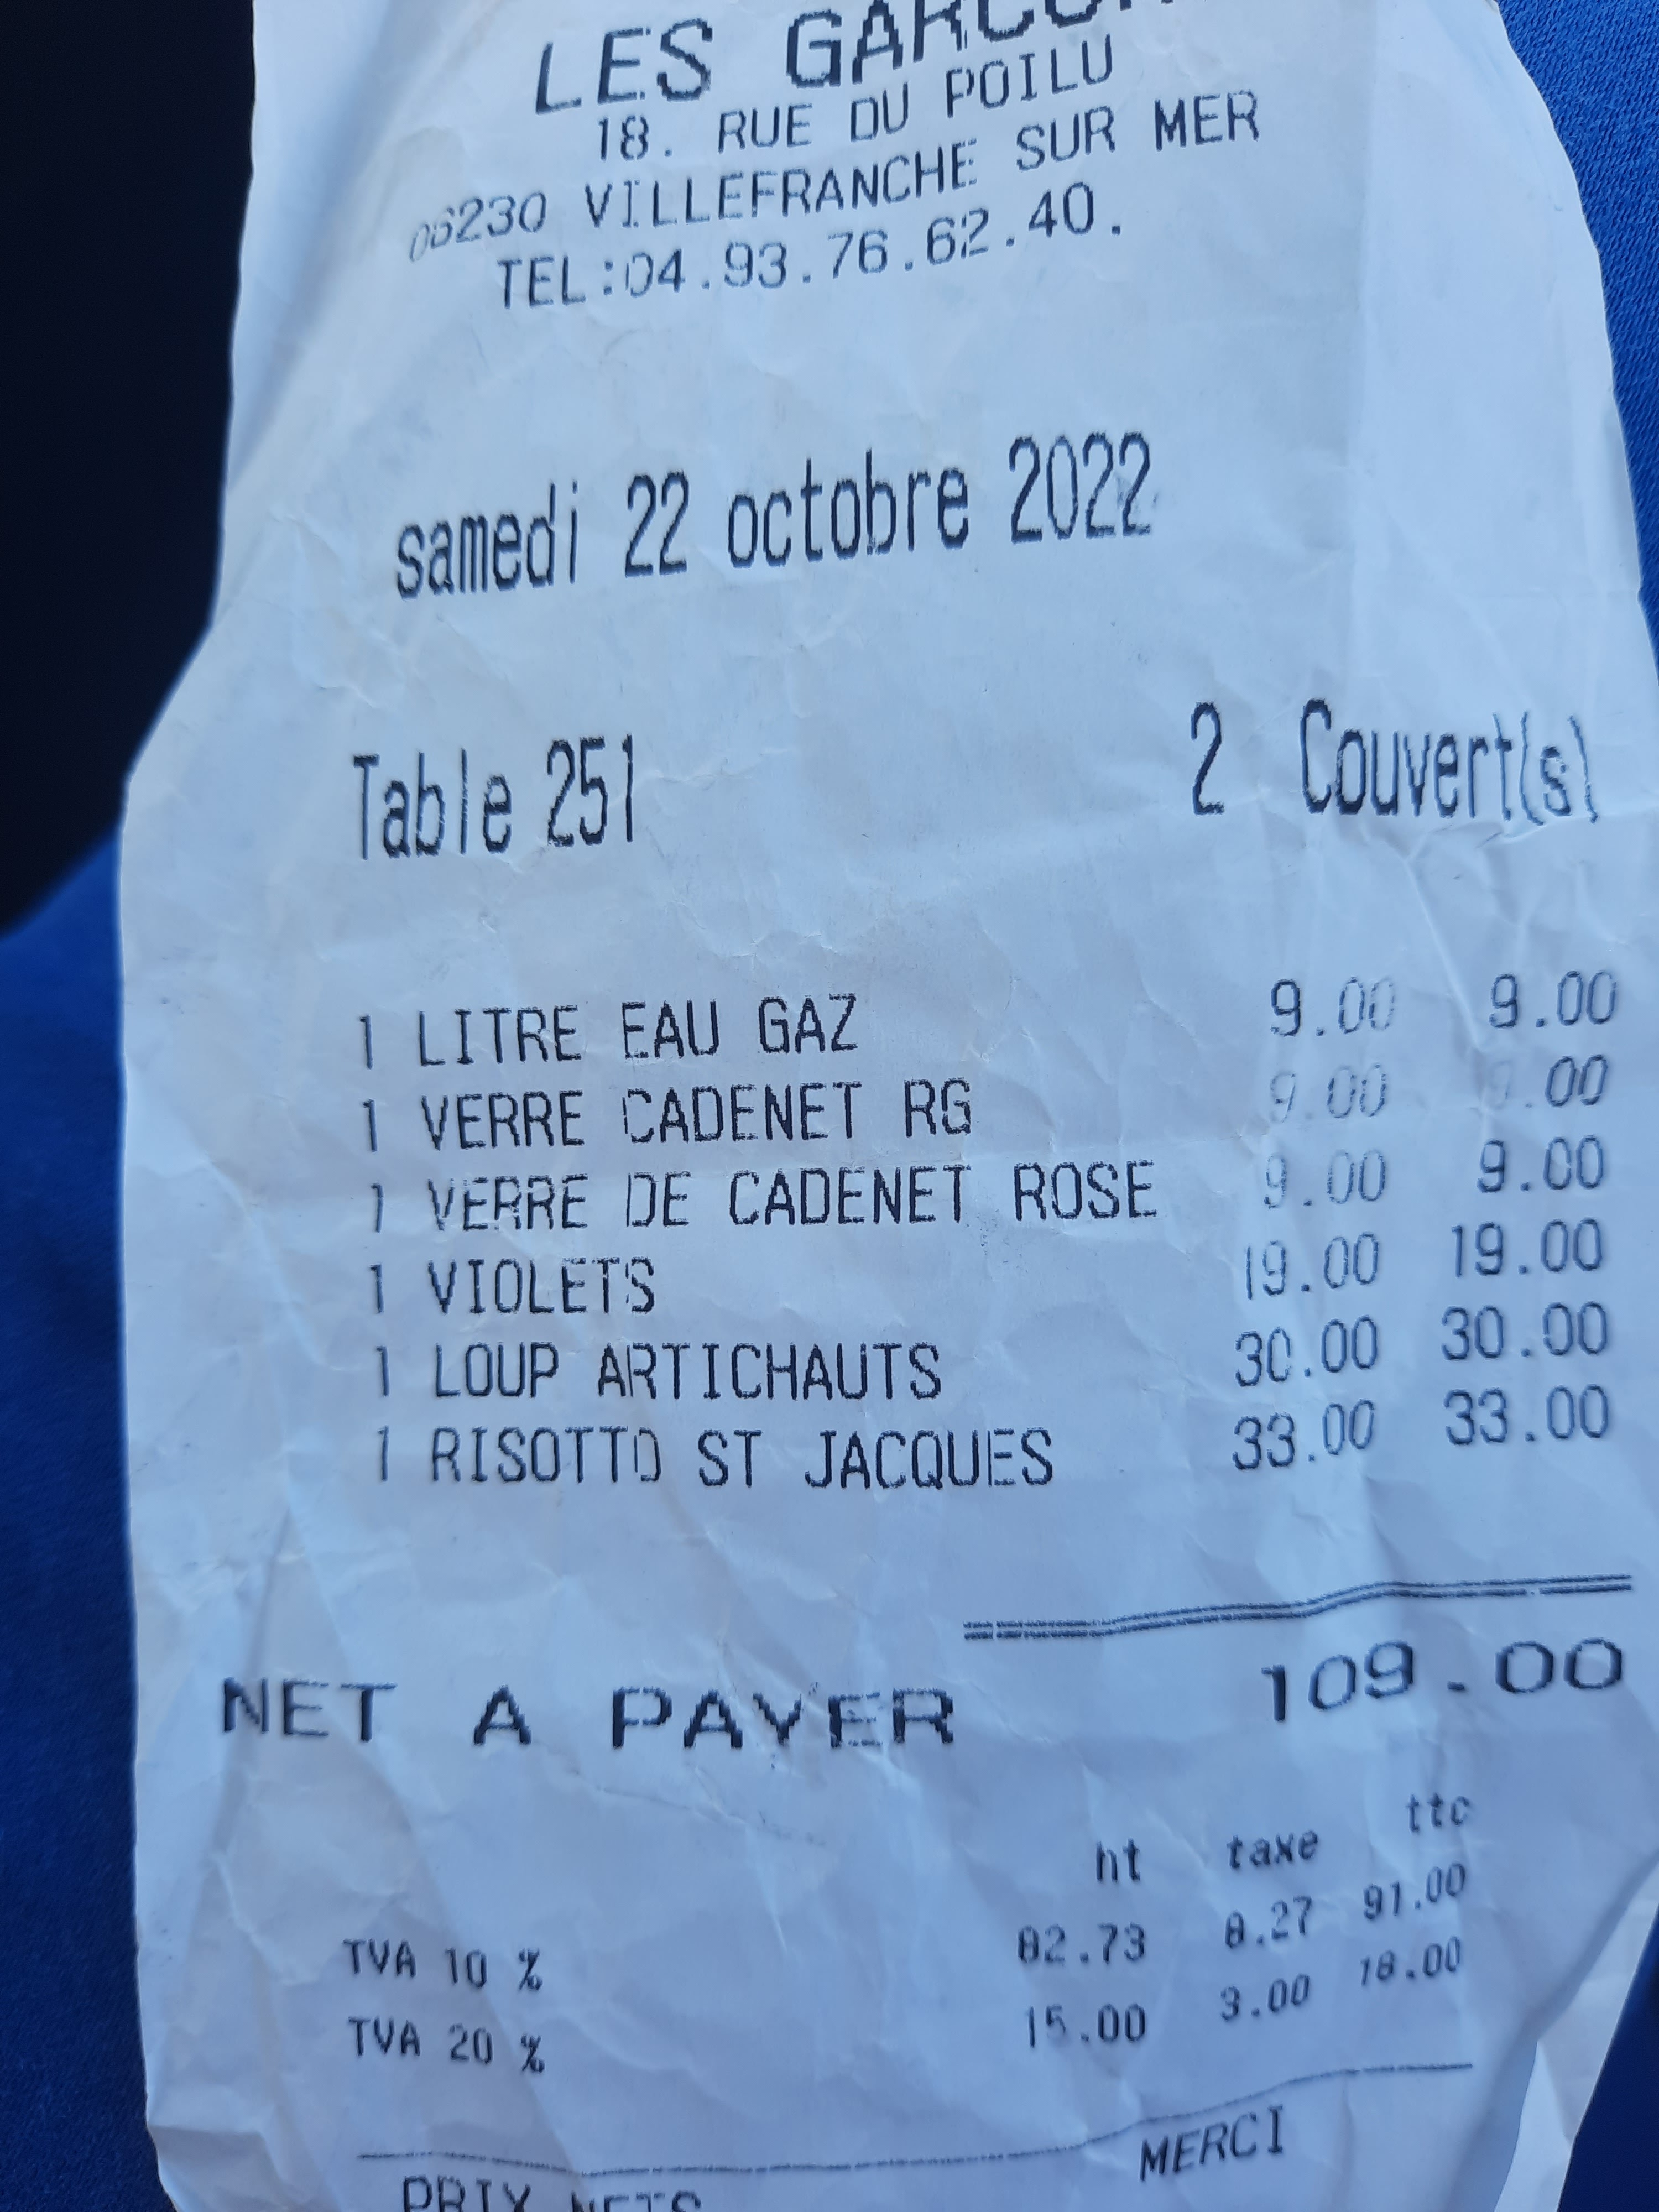 LES
18. RUE DU POILU
06230 VILLEFRANCHE SUR MER
TEL:04.93.76.62.40.
samedi 22 octobre 2022
Table 251 2 Couvert(s)
1 LITRE EAU GAZ 9.00 9.00
1 VERRE CADENET RG 9.00 9.00
1 VERRE DE CADENET ROSE 9.00 9.00
1 VIOLETS 19.00 19.00
1 LOUP ARTICHAUTS 30.00 30.00
1 RISOTTO ST JACQUES 33.00 33.00
NET A PAYER 109.00
ht taxe ttc
TVA 10 % 82.73 8.27 91.00
TVA 20 % 15.00 3.00 18.00
PRIX NETS MERCI